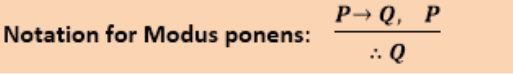 P→ Q, P
Notation for Modus ponens:
∴ Q